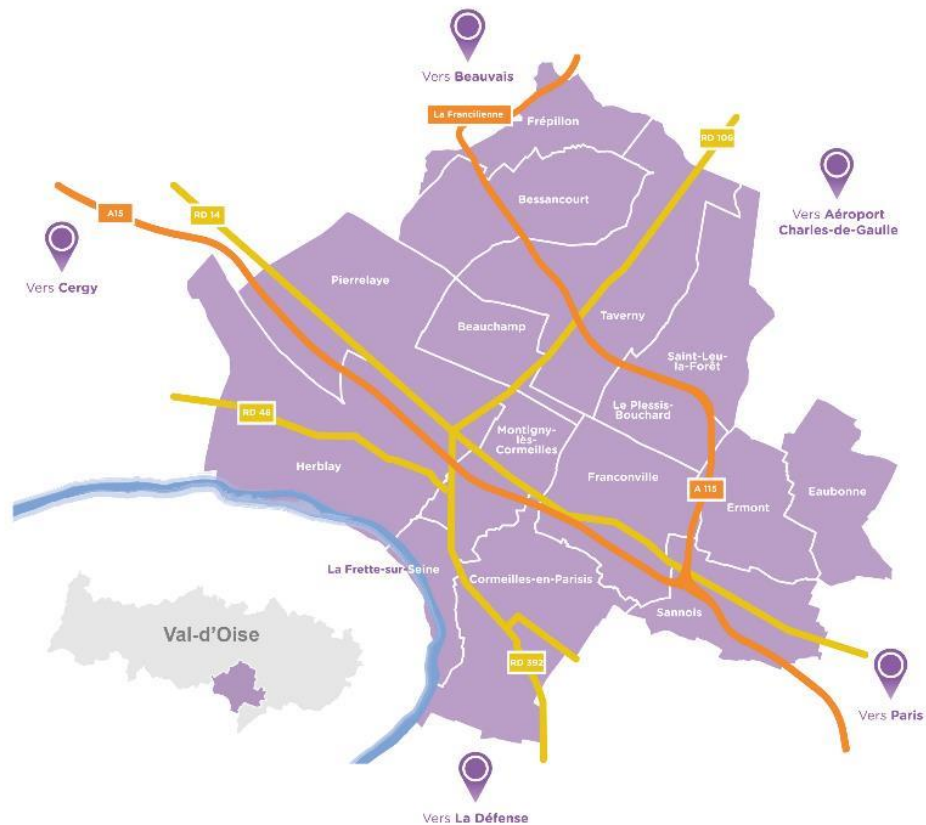 Vers Beauvais
La Francilienne
Frépillon
RD 106
Bessancourt
Vers Aéroport
Charles-de-Gaulle
A15
RD 14
Vers Cergy
Pierrelaye
Beauchamp
Taverny
Saint-Leu-
la-Forêt
Le Plessis-
Bouchard
RD 48
Montigny-
lès-
Cormeilles
Herblay
Franconville
A 115
Ermont
Eaubonne
La Frette-sur-Seine
Cormeilles-en-Parisis
Sannois
Val-d'Oise
RD 392
Vers Paris
Vers La Défense